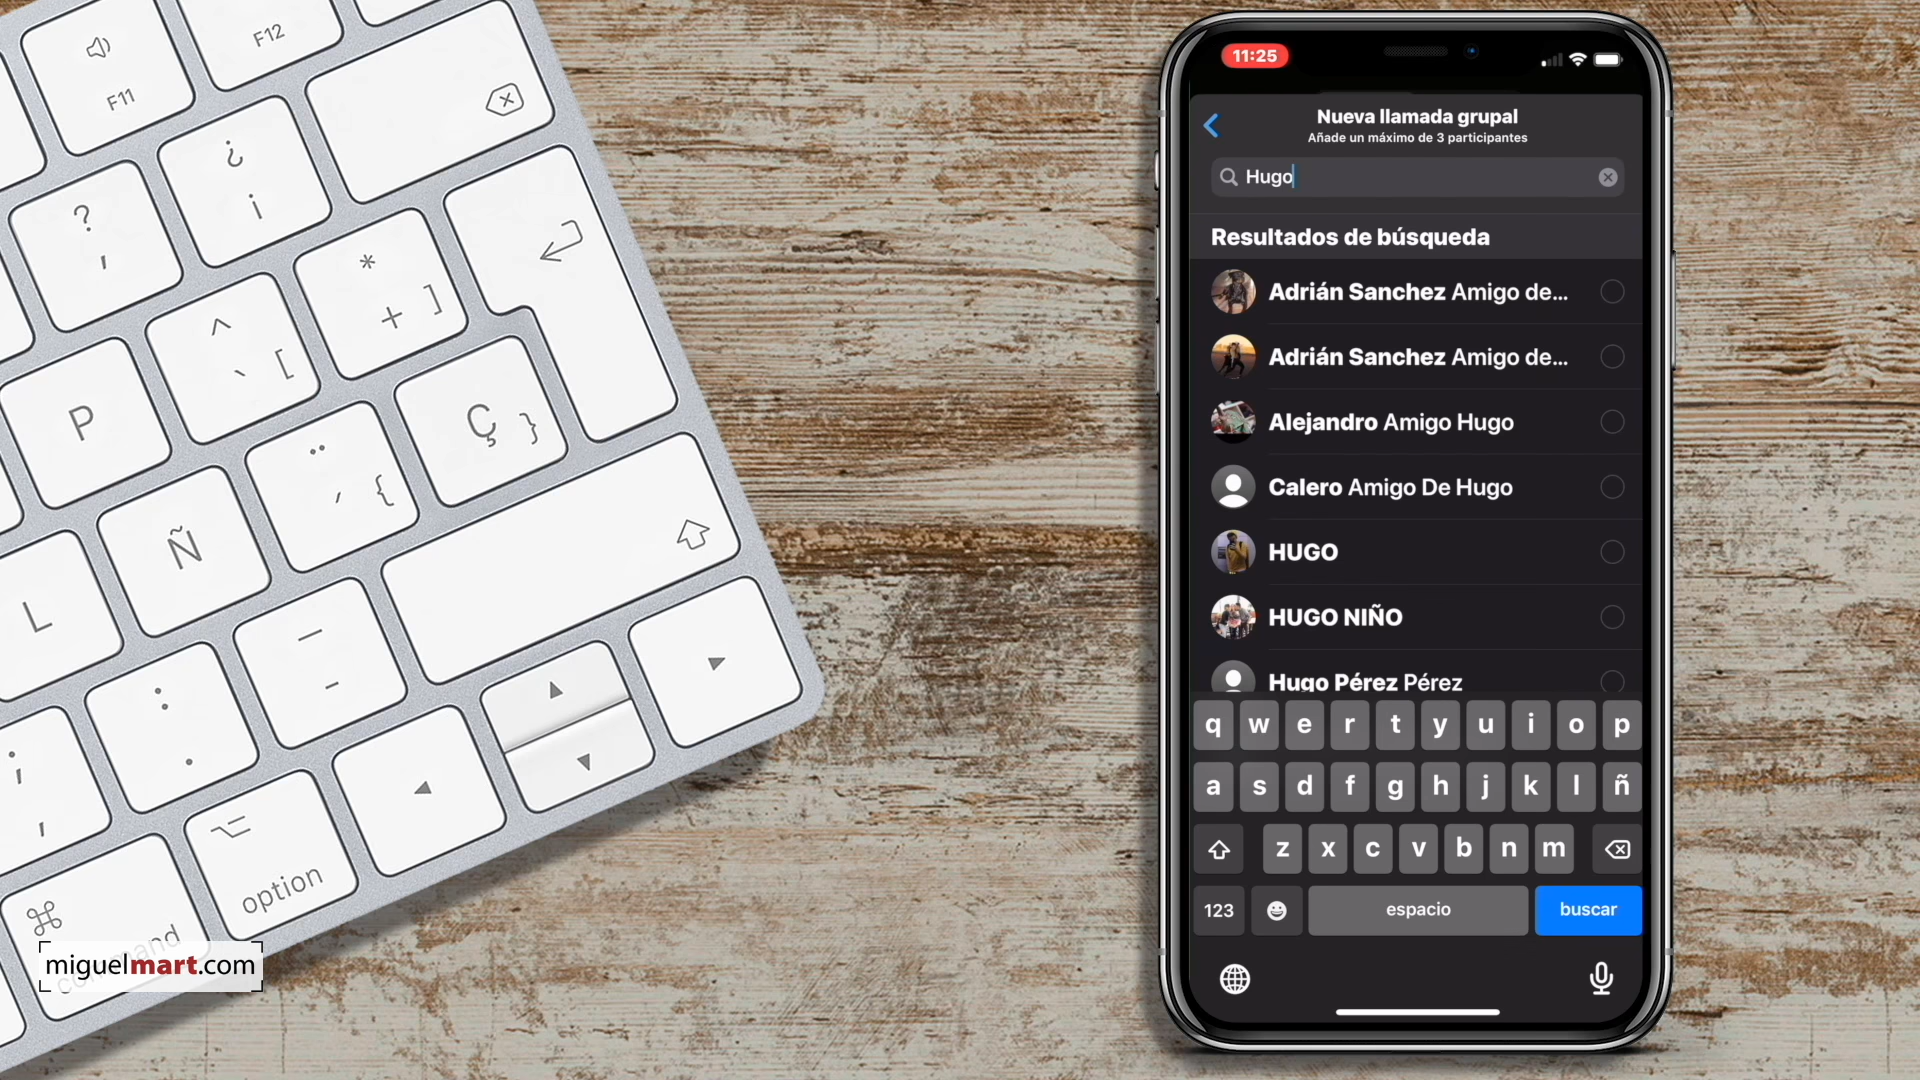 F11
F12
¿
¡
?
'
*
+ ]
^
` [
P
Ç }
¨
´ {
Ñ
L
—
-
:
.
;
,
option
command
miguelmart.com
11:25
Nueva llamada grupal
Añade un máximo de 3 participantes
Hugo
Resultados de búsqueda
Adrián Sanchez Amigo de...
Adrián Sanchez Amigo de...
Alejandro Amigo Hugo
Calero Amigo De Hugo
HUGO
HUGO NIÑO
Hugo Pérez Pérez
q w e r t y u i o p
a s d f g h j k l ñ
z x c v b n m
123 espacio buscar